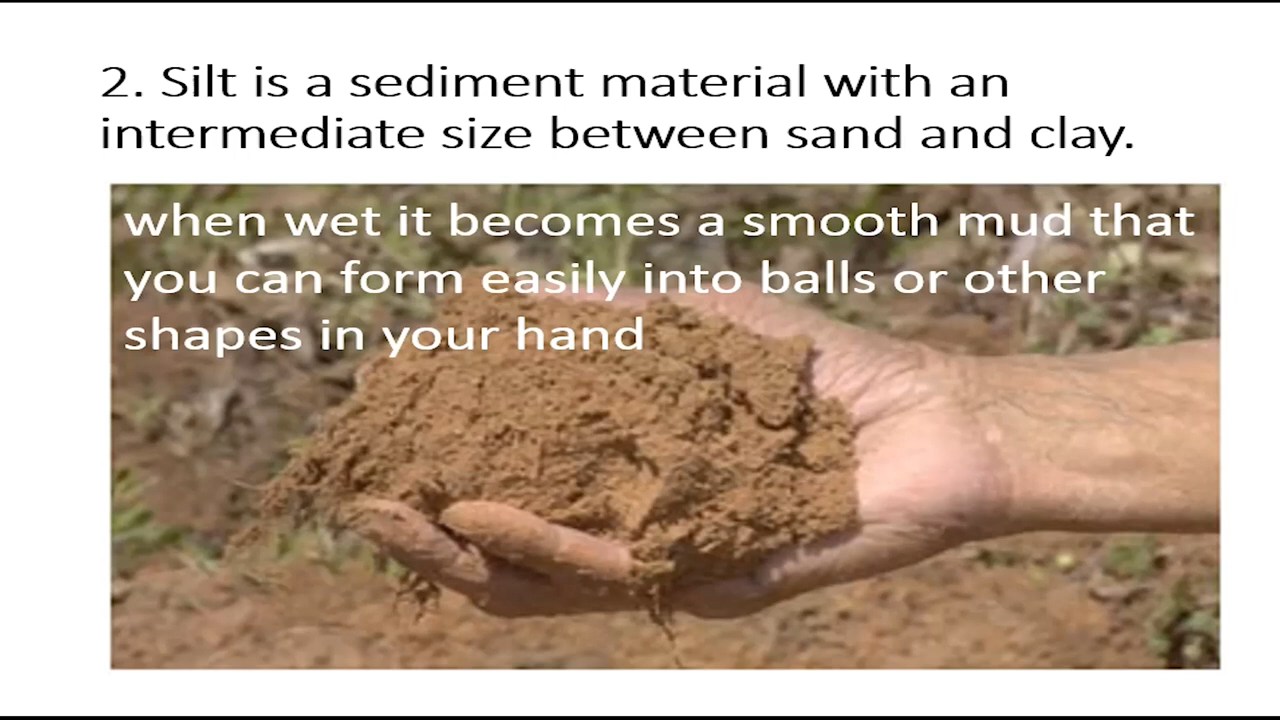 2. Silt is a sediment material with an
intermediate size between sand and clay.
when wet it becomes a smooth mud that
you can form easily into balls or other
shapes in your hand